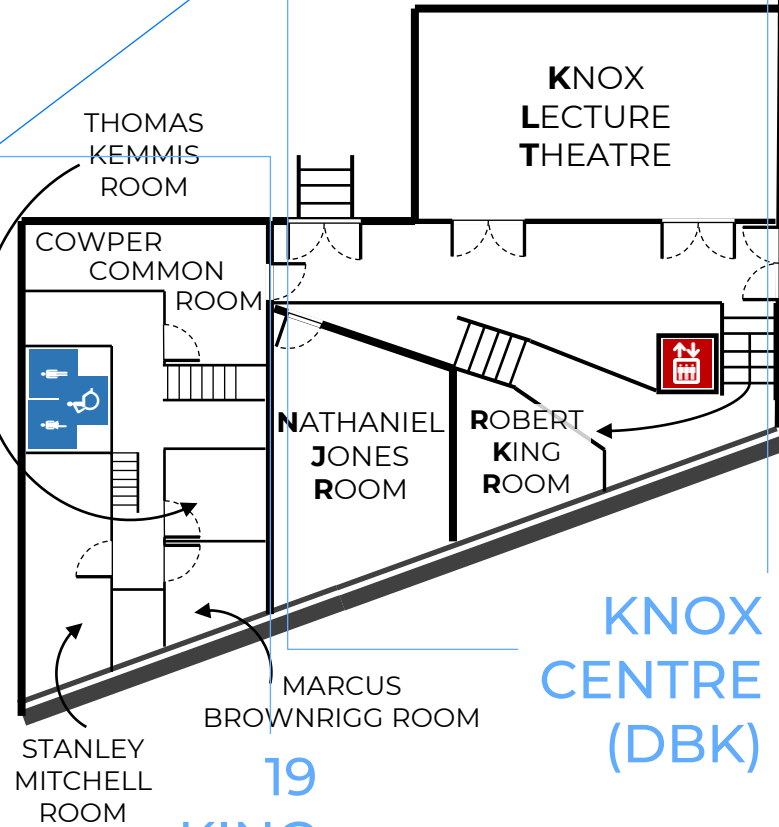 KNOX
LECTURE
THEATRE
THOMAS
KEMMIS
ROOM
COWPER
COMMON
ROOM
NATHANIEL
JONES
ROOM
ROBERT
KING
ROOM
MARCUS
BROWNRIGG ROOM
STANLEY
MITCHELL
ROOM
KNOX
CENTRE
(DBK)
19